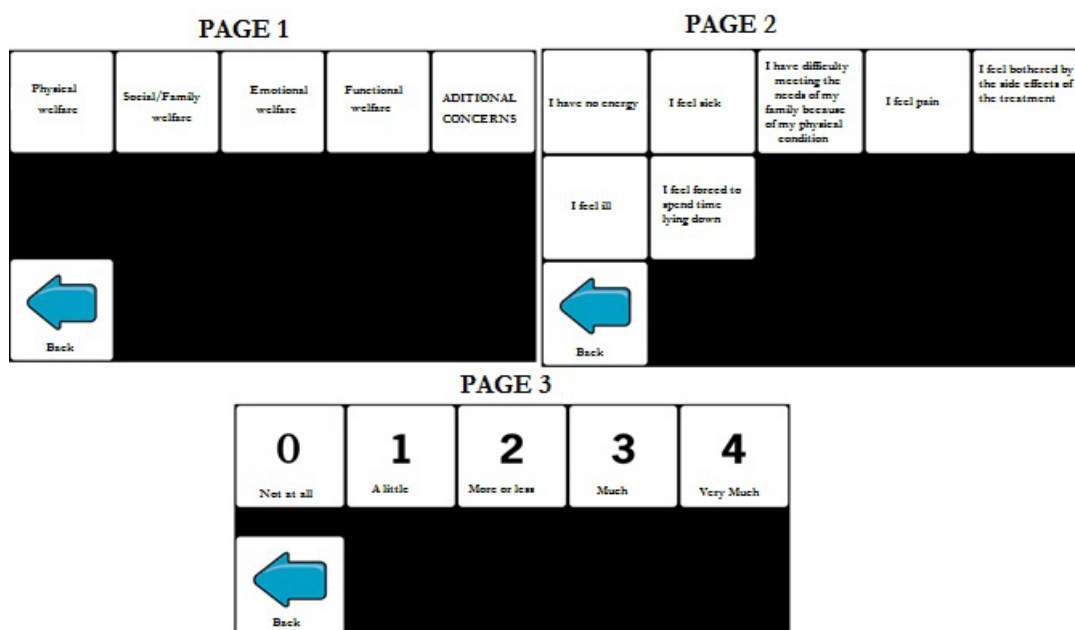 PAGE 1
Physical
welfare
Social/Family
welfare
Emotional
welfare
Functional
welfare
ADITIONAL
CONCERNS
Back
PAGE 2
I have no energy
I feel sick
I have difficulty
meeting the
needs of my
family because
of my physical
condition
I feel pain
I feel bothered by
the side effects of
the treatment
I feel ill
I feel forced to
spend time
lying down
Back
PAGE 3
0
Not at all
1
A little
2
More or less
3
Much
4
Very Much
Back